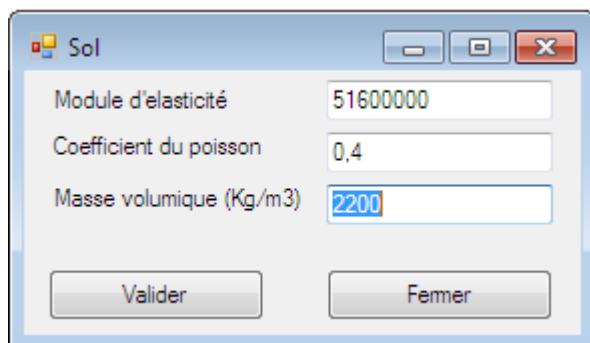 Sol
Module d'elasticité 51600000
Coefficient du poisson 0,4
Masse volumique (Kg/m3) 2200
Valider Fermer